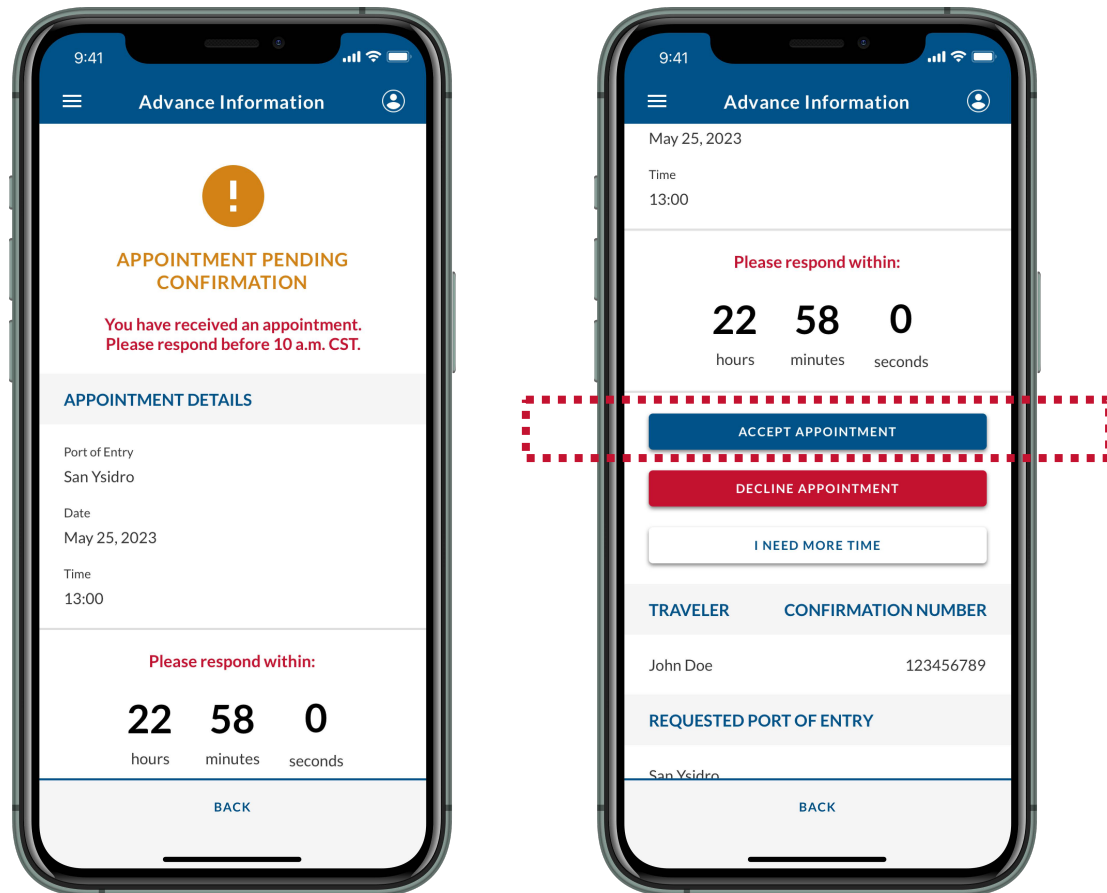 9:41
Advance Information
!
APPOINTMENT PENDING
CONFIRMATION
You have received an appointment.
Please respond before 10 a.m. CST.
APPOINTMENT DETAILS
Port of Entry
San Ysidro
Date
May 25, 2023
Time
13:00
Please respond within:
22 58 0
hours minutes seconds
BACK
9:41
Advance Information
May 25, 2023
Time
13:00
Please respond within:
22 58 0
hours minutes seconds
ACCEPT APPOINTMENT
DECLINE APPOINTMENT
I NEED MORE TIME
TRAVELER CONFIRMATION NUMBER
John Doe 123456789
REQUESTED PORT OF ENTRY
San Ysidro
BACK